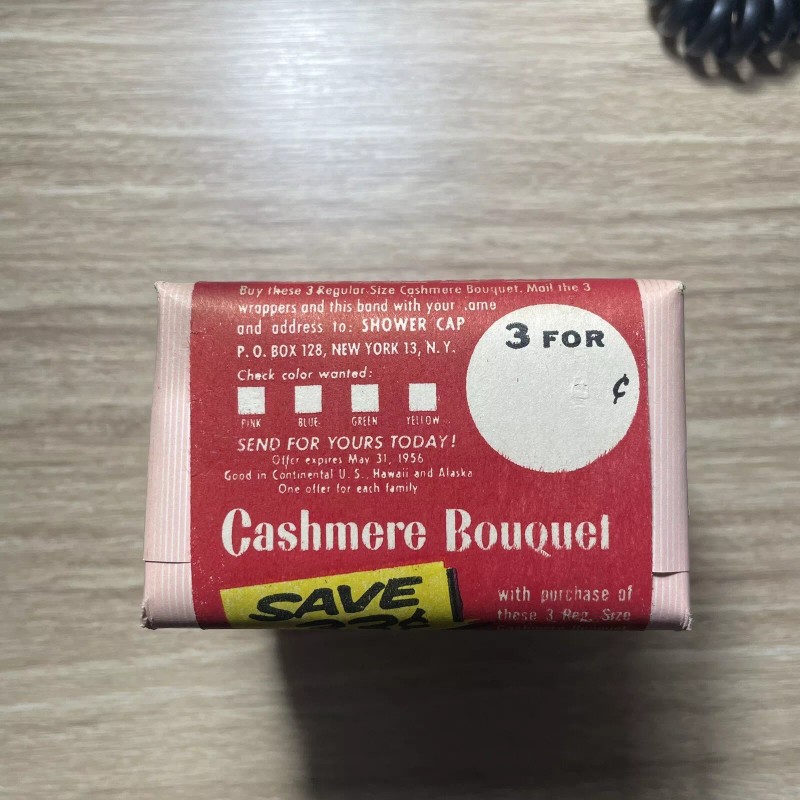 Buy these 3 Regular Size Cashmere Bouquet. Mail the 3
wrappers and this band with your .ame
and address to: SHOWER CAP
P. O. BOX 128, NEW YORK 13, N. Y.
Check color wanted:
PINK BLUE GREEN YELLOW
SEND FOR YOURS TODAY!
Offer expires May 31, 1956
Good in Continental U. S., Hawaii and Alaska
One offer for each family
3 FOR
¢
Cashmere Bouquet
SAVE
with purchase of
these 3 Reg. Size